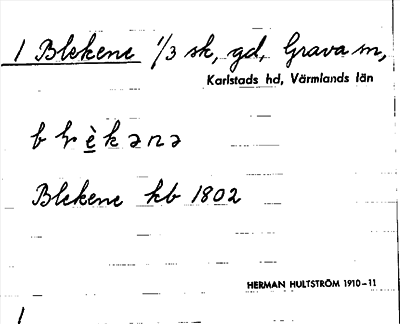 1 Blekene 1/3 sk, gd, Grava sn,
Karlstads hd, Värmlands län
Blekene kb 1802
HERMAN HULTSTRÖM 1910-11
1